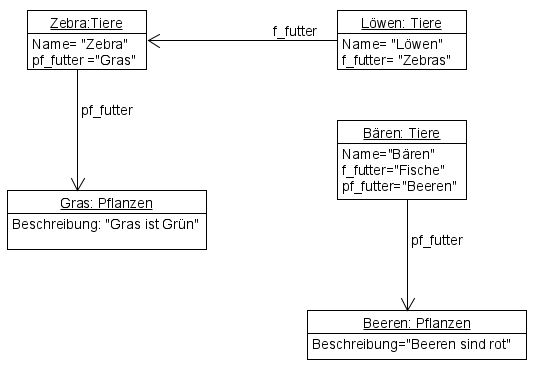 Zebra:Tiere
Name= "Zebra"
pf_futter ="Gras"
f_futter
Löwen: Tiere
Name= "Löwen"
f_futter= "Zebras"
pf_futter
Bären: Tiere
Name="Bären"
f_futter="Fische"
pf_futter="Beeren"
Gras: Pflanzen
Beschreibung: "Gras ist Grün"
pf_futter
Beeren: Pflanzen
Beschreibung="Beeren sind rot"